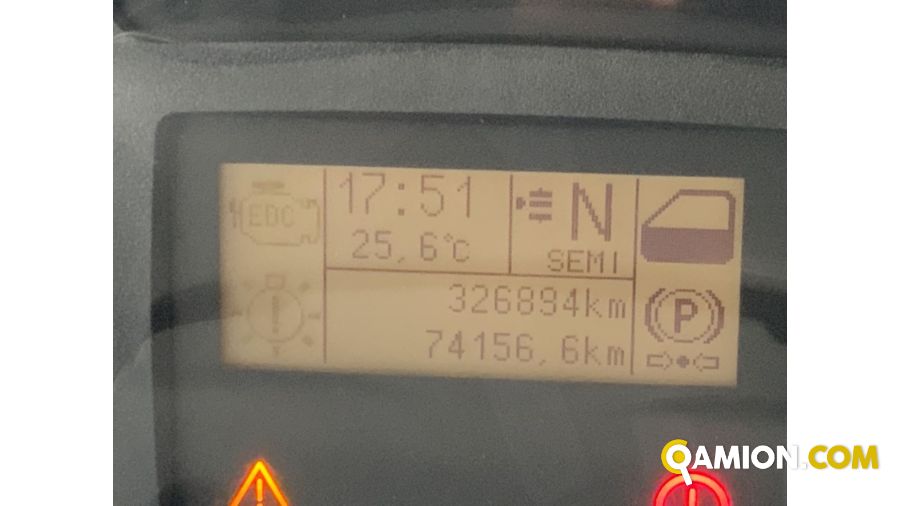 EDC
17:51
N
25,6°C
SEMI
326894km
P
74156,6km
QAMION.COM